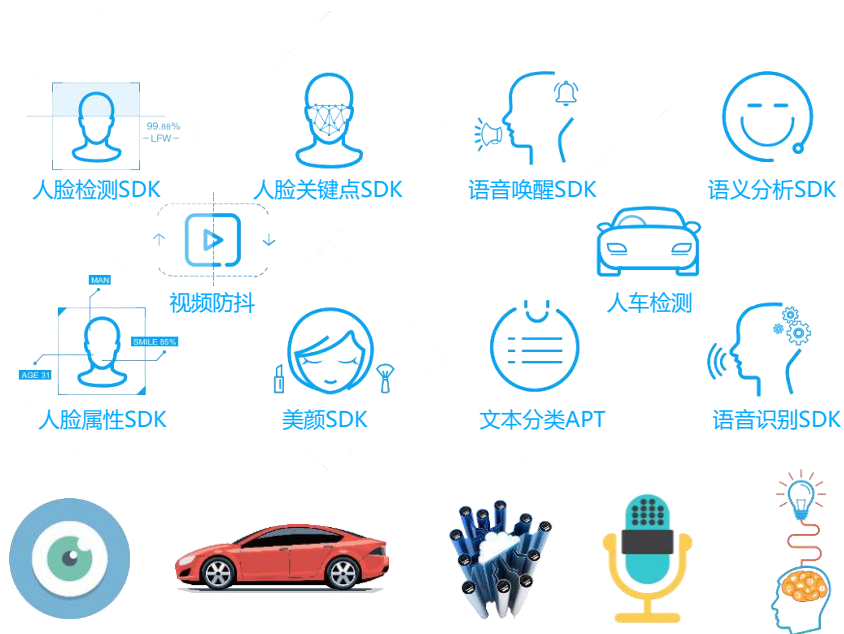 99.88%
LFW
人脸检测SDK
人脸关键点SDK
语音唤醒SDK
语义分析SDK
视频防抖
人车检测
MAN
SMILE 85%
AGE 31
人脸属性SDK
美颜SDK
文本分类APT
语音识别SDK